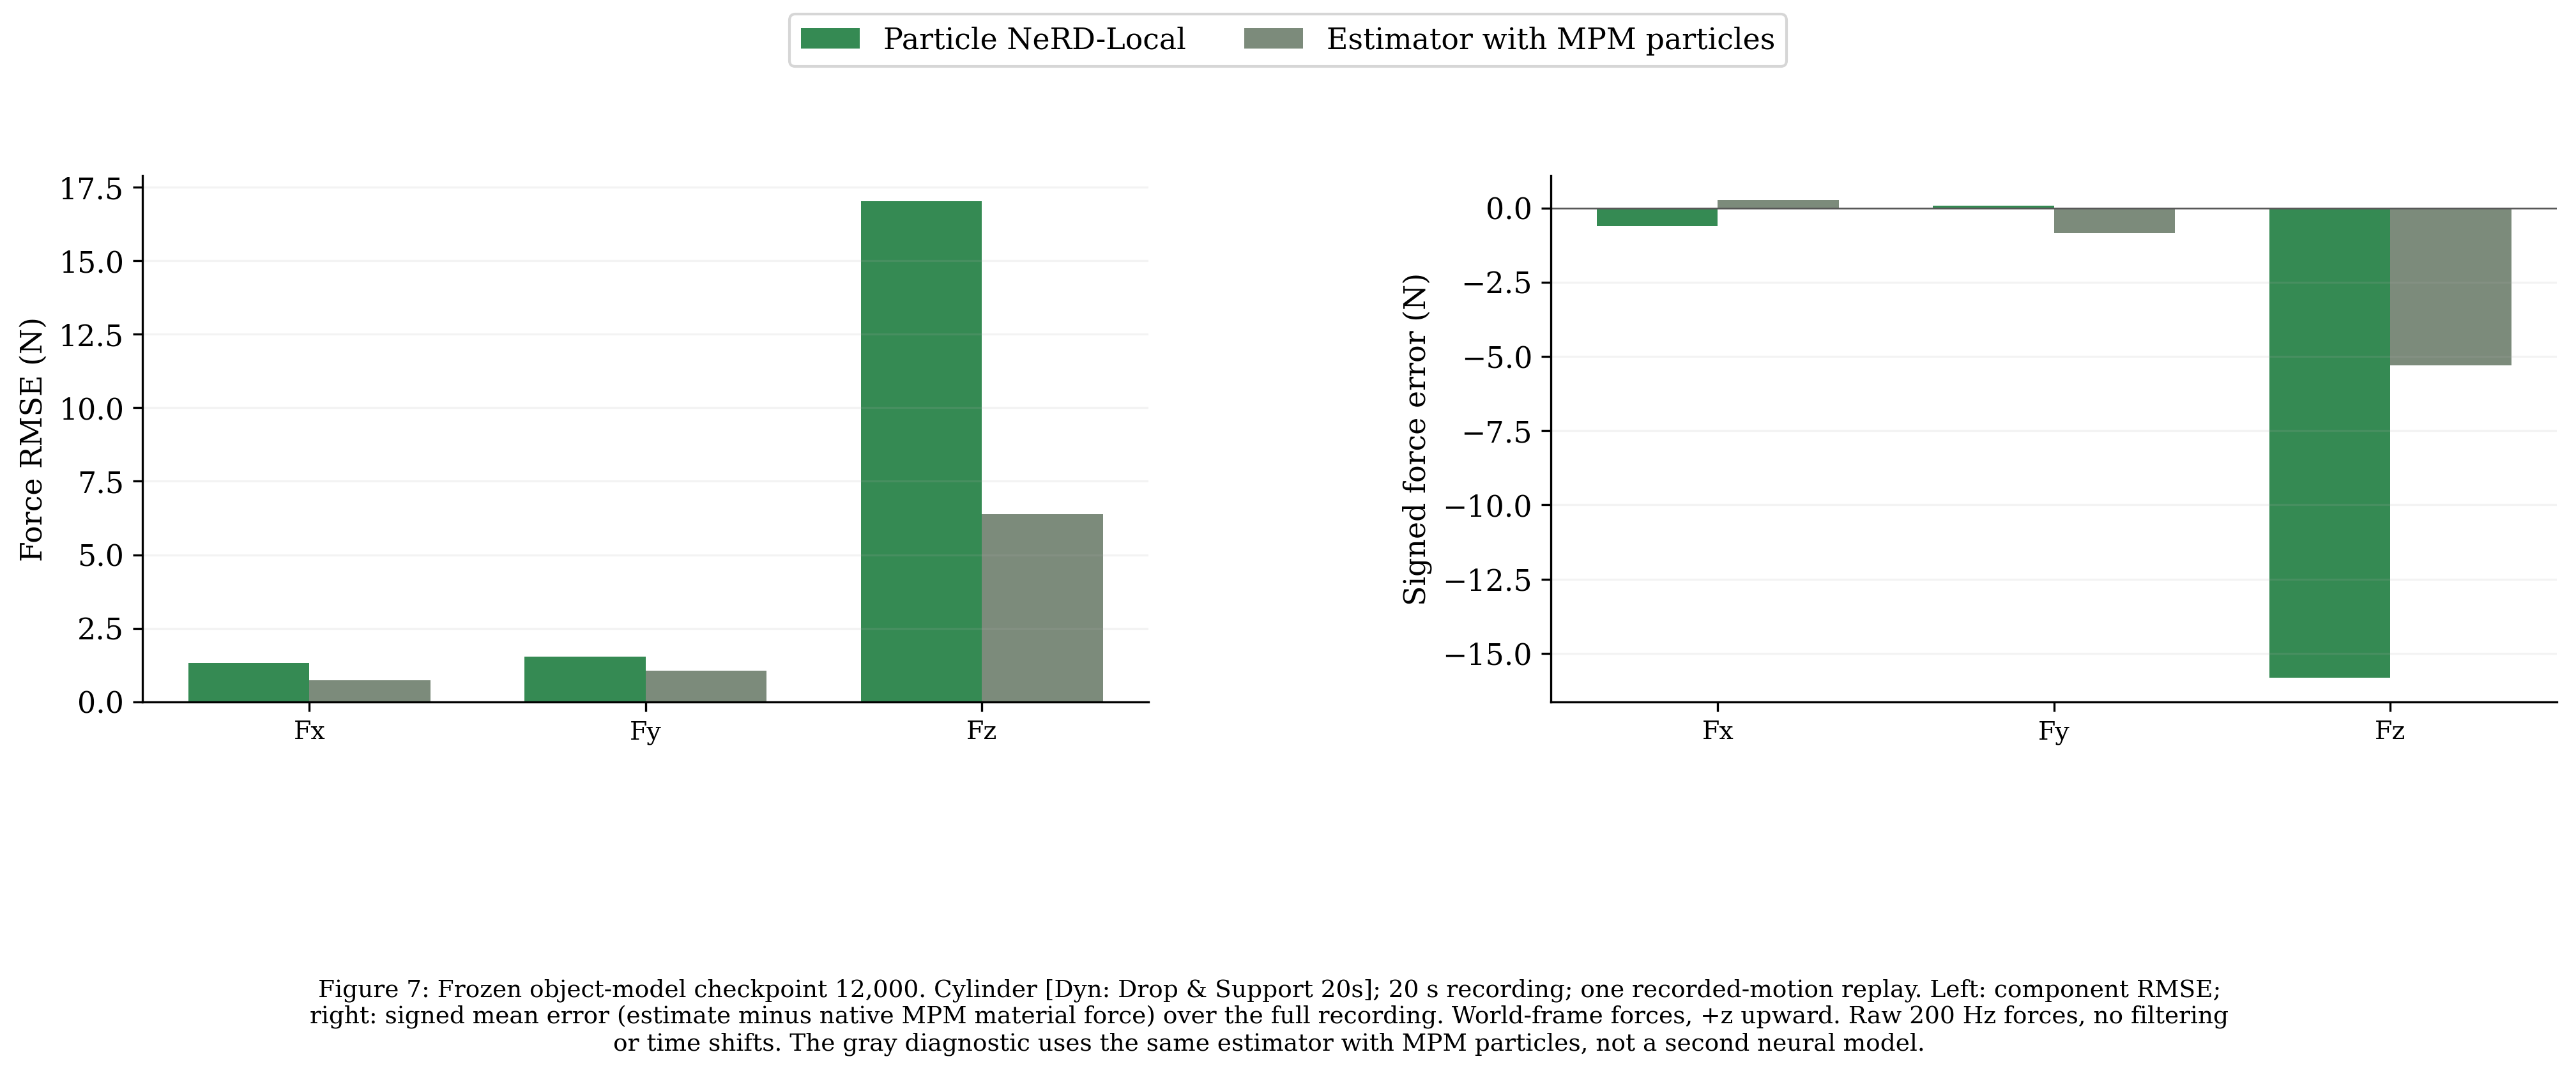 Particle NeRD-Local
Estimator with MPM particles
Force RMSE (N)
17.5
15.0
12.5
10.0
7.5
5.0
2.5
0.0
Fx
Fy
Fz
Signed force error (N)
0.0
−2.5
−5.0
−7.5
−10.0
−12.5
−15.0
Fx
Fy
Fz
Figure 7: Frozen object-model checkpoint 12,000. Cylinder [Dyn: Drop & Support 20s]; 20 s recording; one recorded-motion replay. Left: component RMSE;
right: signed mean error (estimate minus native MPM material force) over the full recording. World-frame forces, +z upward. Raw 200 Hz forces, no filtering
or time shifts. The gray diagnostic uses the same estimator with MPM particles, not a second neural model.